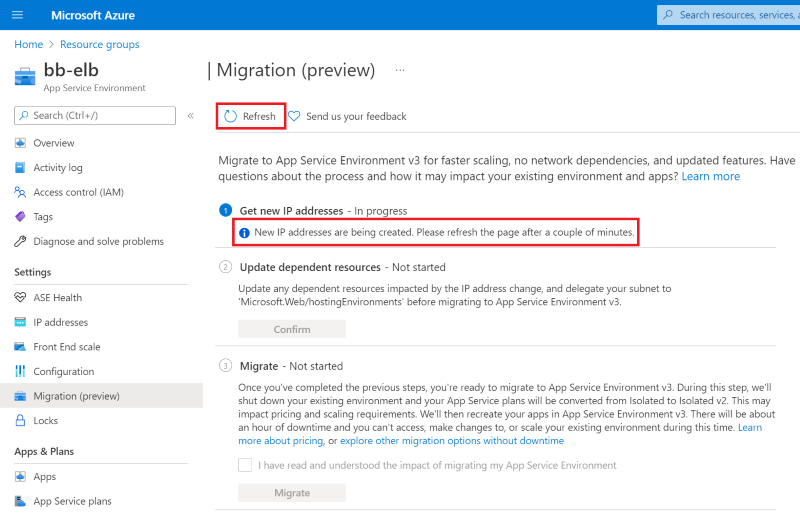 Microsoft Azure
Search resources, services, a
Home > Resource groups
bb-elb
App Service Environment
| Migration (preview) ...
Search (Ctrl+/)
«
Overview
Activity log
Access control (IAM)
Tags
Diagnose and solve problems
Settings
ASE Health
IP addresses
Front End scale
Configuration
Migration (preview)
Locks
Apps & Plans
Apps
App Service plans
Refresh
Send us your feedback
Migrate to App Service Environment v3 for faster scaling, no network dependencies, and updated features. Have
questions about the process and how it may impact your existing environment and apps? Learn more
1 Get new IP addresses - In progress
New IP addresses are being created. Please refresh the page after a couple of minutes.
2 Update dependent resources - Not started
Update any dependent resources impacted by the IP address change, and delegate your subnet to
'Microsoft.Web/hostingEnvironments' before migrating to App Service Environment v3.
Confirm
3 Migrate - Not started
Once you've completed the previous steps, you're ready to migrate to App Service Environment v3. During this step, we'll
shut down your existing environment and your App Service plans will be converted from Isolated to Isolated v2. This may
impact pricing and scaling requirements. We'll then recreate your apps in App Service Environment v3. There will be about
an hour of downtime and you can't access, make changes to, or scale your existing environment during this time. Learn
more about pricing, or explore other migration options without downtime
I have read and understood the impact of migrating my App Service Environment
Migrate